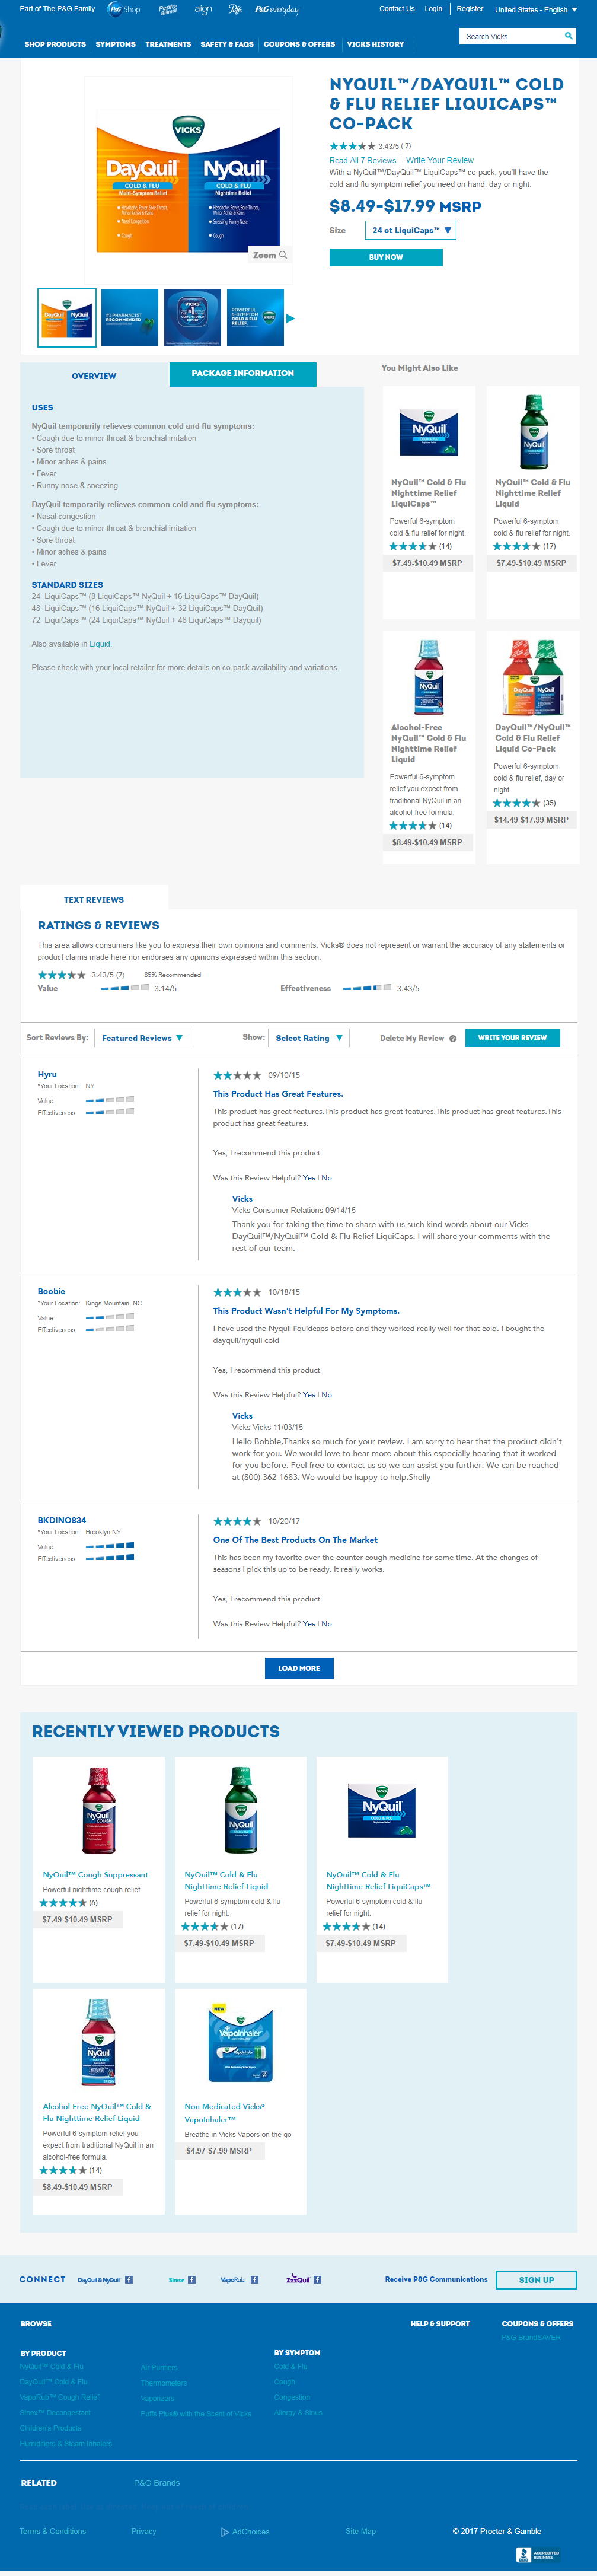 Part of The P&G Family
P&G Shop
Pepto Bismol
align
Puffs
P&G everyday
Contact Us
Login
Register
United States - English
SHOP PRODUCTS
SYMPTOMS
TREATMENTS
SAFETY & FAQS
COUPONS & OFFERS
VICKS HISTORY
Search Vicks
NYQUIL™/DAYQUIL™ COLD
& FLU RELIEF LIQUICAPS™
CO-PACK
3.43/5 ( 7)
Read All 7 Reviews | Write Your Review
With a NyQuil™/DayQuil™ LiquiCaps™ co-pack, you'll have the
cold and flu symptom relief you need on hand, day or night.
$8.49-$17.99 MSRP
Size
24 ct LiquiCaps™
BUY NOW
VICKS
DayQuil
COLD & FLU
Multi-Symptom Relief
NyQuil
COLD & FLU
Nighttime Relief
Zoom
#1 PHARMACIST
RECOMMENDED
VICKS
#1
POWERFUL
6-SYMPTOM
COLD & FLU
RELIEF.
OVERVIEW
PACKAGE INFORMATION
USES
NyQuil temporarily relieves common cold and flu symptoms:
• Cough due to minor throat & bronchial irritation
• Sore throat
• Minor aches & pains
• Fever
• Runny nose & sneezing
DayQuil temporarily relieves common cold and flu symptoms:
• Nasal congestion
• Cough due to minor throat & bronchial irritation
• Sore throat
• Minor aches & pains
• Fever
STANDARD SIZES
24 LiquiCaps™ (8 LiquiCaps™ NyQuil + 16 LiquiCaps™ DayQuil)
48 LiquiCaps™ (16 LiquiCaps™ NyQuil + 32 LiquiCaps™ DayQuil)
72 LiquiCaps™ (24 LiquiCaps™ NyQuil + 48 LiquiCaps™ Dayquil)
Also available in Liquid.
Please check with your local retailer for more details on co-pack availability and variations.
You Might Also Like
NyQuil™ Cold & Flu
Nighttime Relief
LiquiCaps™
Powerful 6-symptom
cold & flu relief for night.
(14)
$7.49-$10.49 MSRP
NyQuil™ Cold & Flu
Nighttime Relief
Liquid
Powerful 6-symptom
cold & flu relief for night.
(17)
$7.49-$10.49 MSRP
Alcohol-Free
NyQuil™ Cold & Flu
Nighttime Relief
Liquid
Powerful 6-symptom
relief you expect from
traditional NyQuil in an
alcohol-free formula.
(14)
$8.49-$10.49 MSRP
DayQuil™/NyQuil™
Cold & Flu Relief
Liquid Co-Pack
Powerful 6-symptom
cold & flu relief, day or
night.
(35)
$14.49-$17.99 MSRP
TEXT REVIEWS
RATINGS & REVIEWS
This area allows consumers like you to express their own opinions and comments. Vicks® does not represent or warrant the accuracy of any statements or
product claims made here nor endorses any opinions expressed within this section.
3.43/5 (7)
85% Recommended
Value
3.14/5
Effectiveness
3.43/5
Sort Reviews By:
Featured Reviews
Show:
Select Rating
Delete My Review
WRITE YOUR REVIEW
Hyru
*Your Location: NY
Value
Effectiveness
09/10/15
This Product Has Great Features.
This product has great features.This product has great features.This product has great features.This
product has great features.
Yes, I recommend this product
Was this Review Helpful? Yes | No
Vicks
Vicks Consumer Relations 09/14/15
Thank you for taking the time to share with us such kind words about our Vicks
DayQuil™/NyQuil™ Cold & Flu Relief LiquiCaps. I will share your comments with the
rest of our team.
Boobie
*Your Location: Kings Mountain, NC
Value
Effectiveness
10/18/15
This Product Wasn't Helpful For My Symptoms.
I have used the Nyquil liquidcaps before and they worked really well for that cold. I bought the
dayquil/nyquil cold
Yes, I recommend this product
Was this Review Helpful? Yes | No
Vicks
Vicks Vicks 11/03/15
Hello Bobbie,Thanks so much for your review. I am sorry to hear that the product didn't
work for you. We would love to hear more about this especially hearing that it worked
for you before. Feel free to contact us so we can assist you further. We can be reached
at (800) 362-1683. We would be happy to help.Shelly
BKDINO834
*Your Location: Brooklyn NY
Value
Effectiveness
10/20/17
One Of The Best Products On The Market
This has been my favorite over-the-counter cough medicine for some time. At the changes of
seasons I pick this up to be ready. It really works.
Yes, I recommend this product
Was this Review Helpful? Yes | No
LOAD MORE
RECENTLY VIEWED PRODUCTS
NyQuil™ Cough Suppressant
Powerful nighttime cough relief.
(6)
$7.49-$10.49 MSRP
NyQuil™ Cold & Flu
Nighttime Relief Liquid
Powerful 6-symptom cold & flu
relief for night.
(17)
$7.49-$10.49 MSRP
NyQuil™ Cold & Flu
Nighttime Relief LiquiCaps™
Powerful 6-symptom cold & flu
relief for night.
(14)
$7.49-$10.49 MSRP
Alcohol-Free NyQuil™ Cold &
Flu Nighttime Relief Liquid
Powerful 6-symptom relief you
expect from traditional NyQuil in an
alcohol-free formula.
(14)
$8.49-$10.49 MSRP
Non Medicated Vicks®
VapoInhaler™
Breathe in Vicks Vapors on the go
$4.97-$7.99 MSRP
CONNECT
DayQuil & NyQuil
Sinex
VapoRub
ZzzQuil
Receive P&G Communications
SIGN UP
BROWSE
HELP & SUPPORT
COUPONS & OFFERS
P&G BrandSAVER
BY PRODUCT
NyQuil™ Cold & Flu
DayQuil™ Cold & Flu
VapoRub™ Cough Relief
Sinex™ Decongestant
Children's Products
Humidifiers & Steam Inhalers
Air Purifiers
Thermometers
Vaporizers
Puffs Plus® with the Scent of Vicks
BY SYMPTOM
Cold & Flu
Cough
Congestion
Allergy & Sinus
RELATED
P&G Brands
Terms & Conditions
Privacy
AdChoices
Site Map
© 2017 Procter & Gamble
BBB
ACCREDITED
BUSINESS